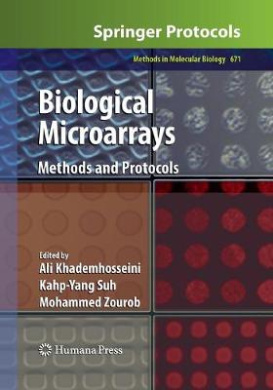 Springer Protocols
Methods in Molecular Biology 671
Biological
Microarrays
Methods and Protocols
Edited by
Ali Khademhosseini
Kahp-Yang Suh
Mohammed Zourob
Humana Press